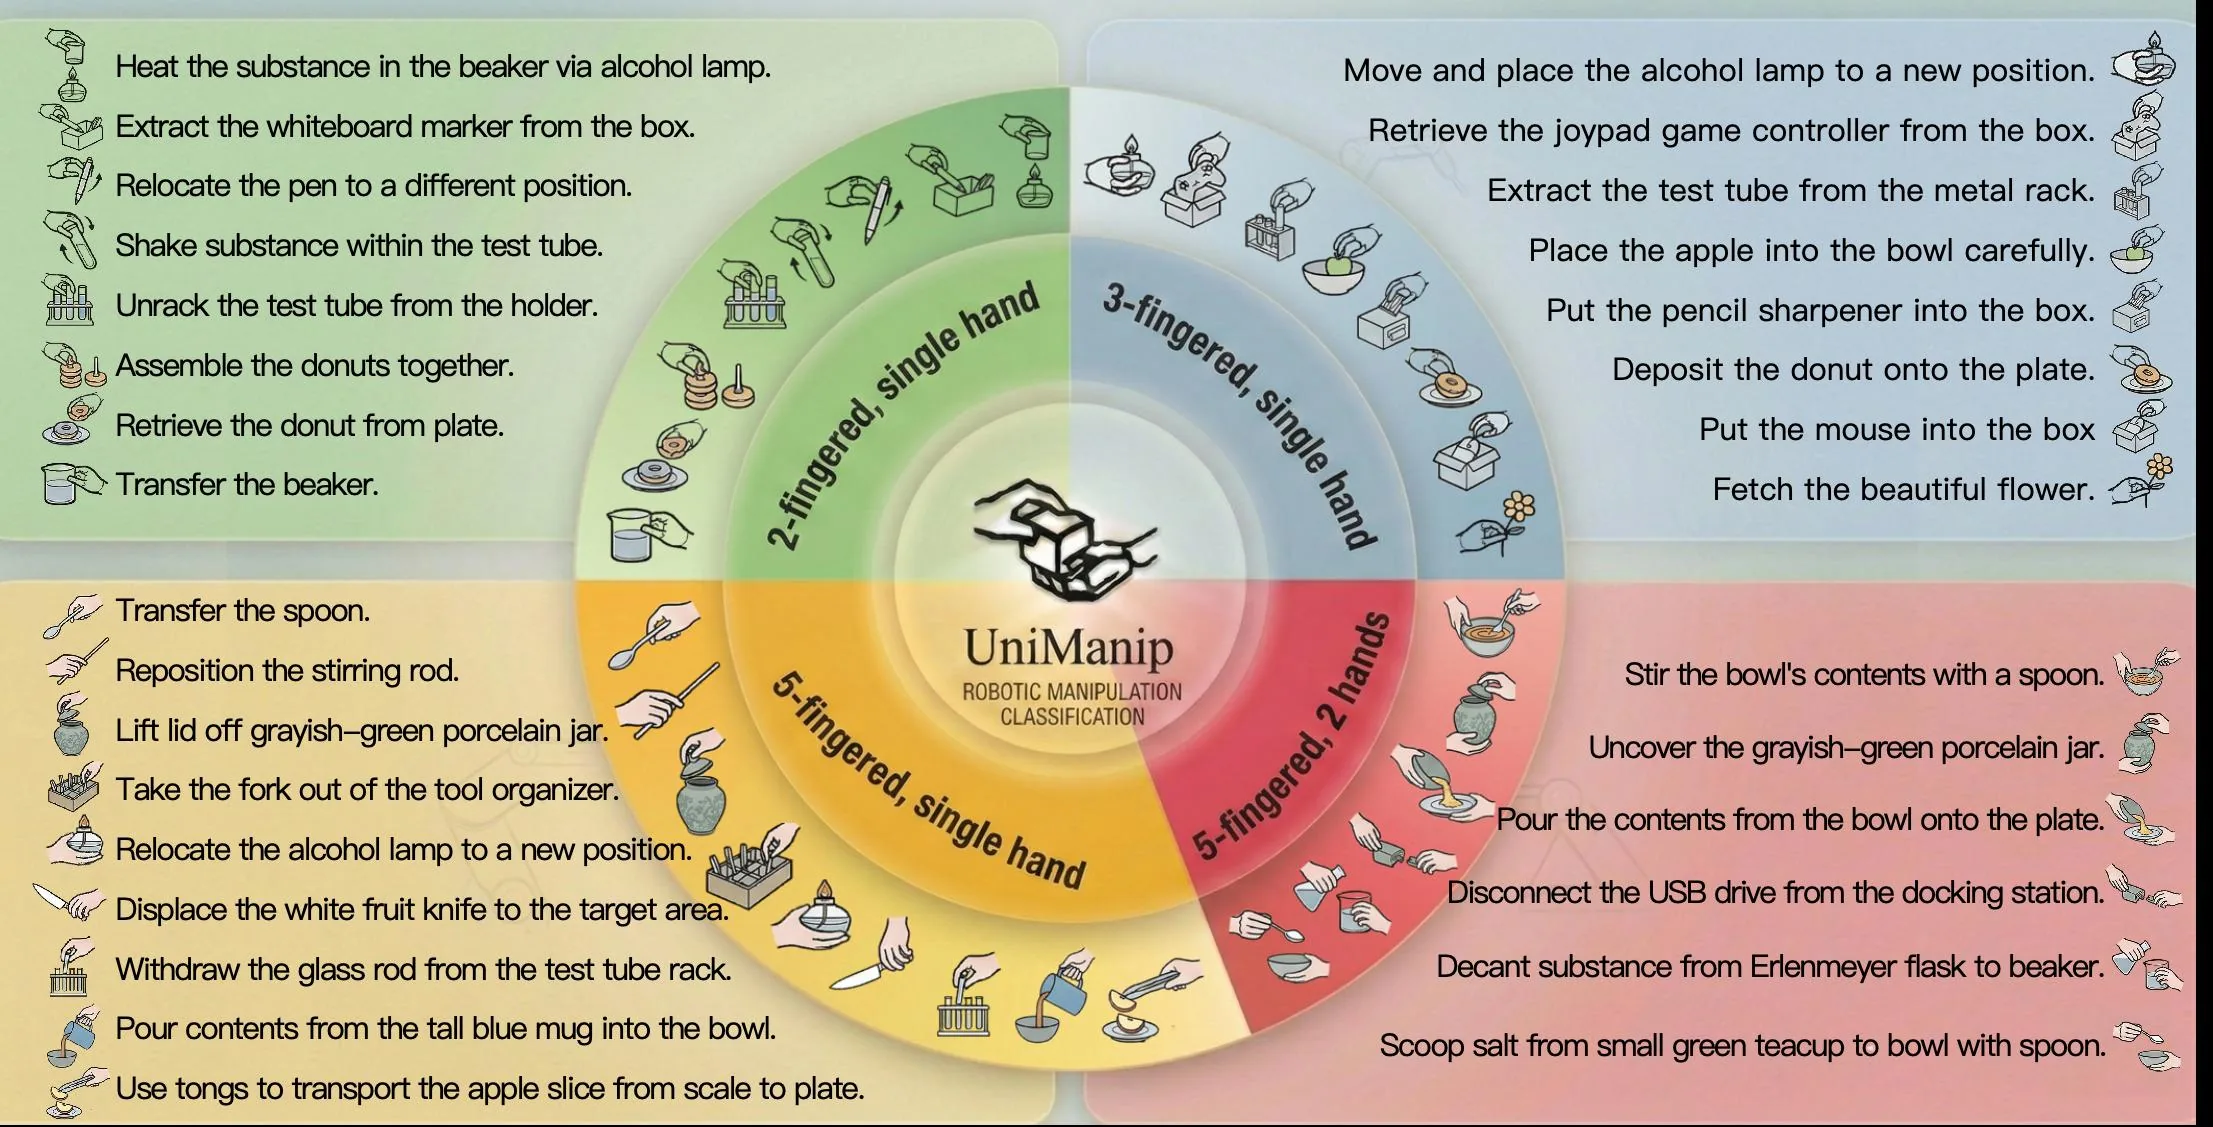 Heat the substance in the beaker via alcohol lamp.
Extract the whiteboard marker from the box.
Relocate the pen to a different position.
Shake substance within the test tube.
Unrack the test tube from the holder.
Assemble the donuts together.
Retrieve the donut from plate.
Transfer the beaker.
Move and place the alcohol lamp to a new position.
Retrieve the joypad game controller from the box.
Extract the test tube from the metal rack.
Place the apple into the bowl carefully.
Put the pencil sharpener into the box.
Deposit the donut onto the plate.
Put the mouse into the box
Fetch the beautiful flower.
2-fingered, single hand
3-fingered, single hand
UniManip
ROBOTIC MANIPULATION
CLASSIFICATION
5-fingered, single hand
5-fingered, 2 hands
Transfer the spoon.
Reposition the stirring rod.
Lift lid off grayish–green porcelain jar.
Take the fork out of the tool organizer.
Relocate the alcohol lamp to a new position.
Displace the white fruit knife to the target area.
Withdraw the glass rod from the test tube rack.
Pour contents from the tall blue mug into the bowl.
Use tongs to transport the apple slice from scale to plate.
Stir the bowl's contents with a spoon.
Uncover the grayish–green porcelain jar.
Pour the contents from the bowl onto the plate.
Disconnect the USB drive from the docking station.
Decant substance from Erlenmeyer flask to beaker.
Scoop salt from small green teacup to bowl with spoon.